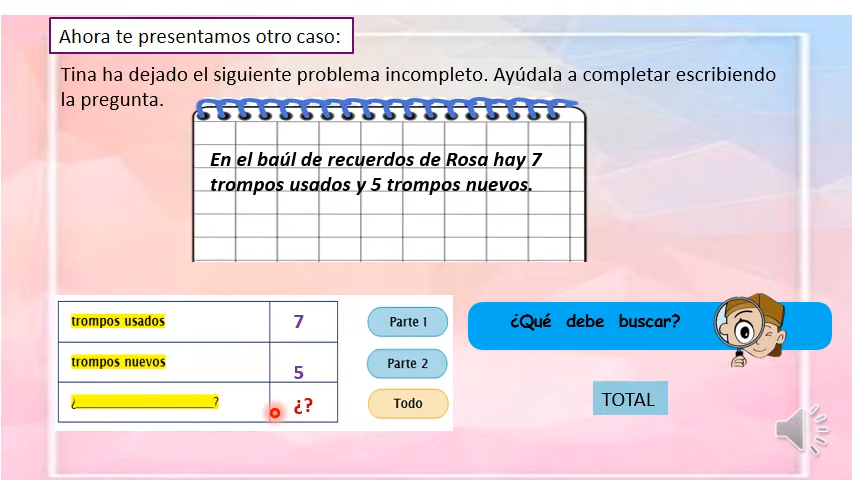 Ahora te presentamos otro caso:
Tina ha dejado el siguiente problema incompleto. Ayúdala a completar escribiendo
la pregunta.
En el baúl de recuerdos de Rosa hay 7
trompos usados y 5 trompos nuevos.
trompos usados 7 Parte 1
trompos nuevos 5 Parte 2
¿____________________? ¿? Todo
¿Qué debe buscar?
TOTAL